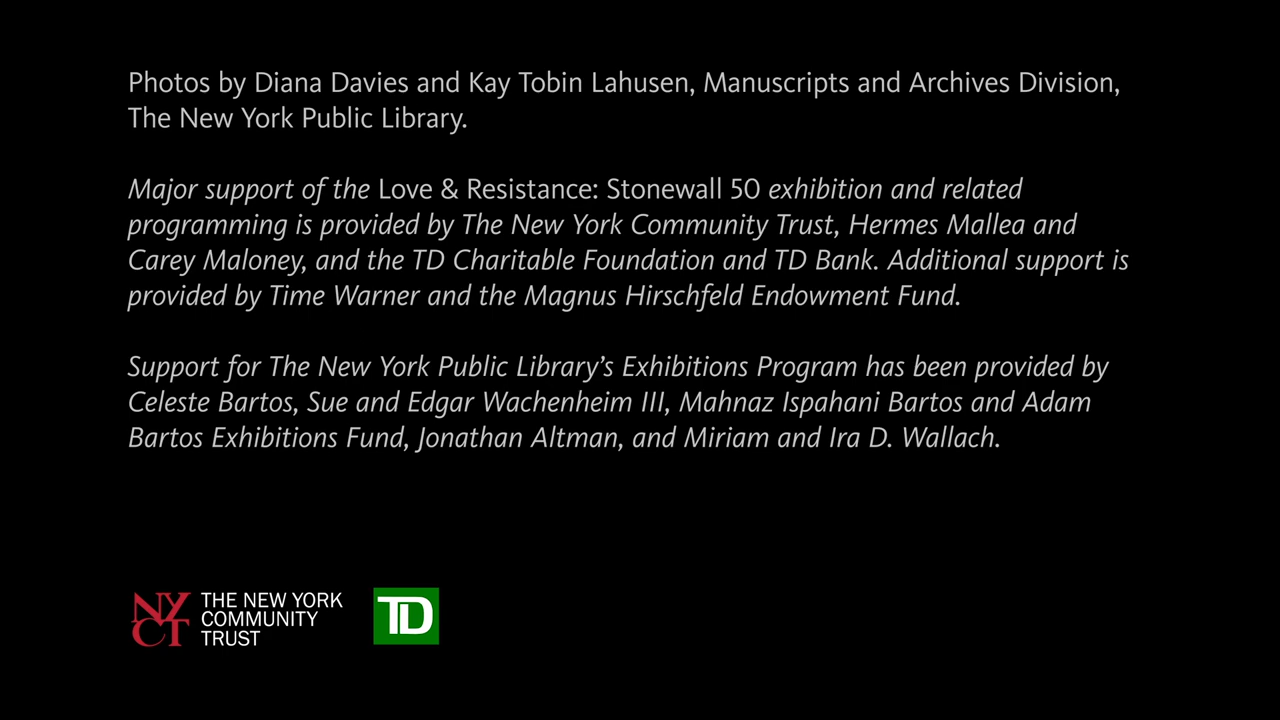 Photos by Diana Davies and Kay Tobin Lahusen, Manuscripts and Archives Division,
The New York Public Library.
Major support of the Love & Resistance: Stonewall 50 exhibition and related
programming is provided by The New York Community Trust, Hermes Mallea and
Carey Maloney, and the TD Charitable Foundation and TD Bank. Additional support is
provided by Time Warner and the Magnus Hirschfeld Endowment Fund.
Support for The New York Public Library’s Exhibitions Program has been provided by
Celeste Bartos, Sue and Edgar Wachenheim III, Mahnaz Ispahani Bartos and Adam
Bartos Exhibitions Fund, Jonathan Altman, and Miriam and Ira D. Wallach.
NY
CT
THE NEW YORK
COMMUNITY
TRUST
TD